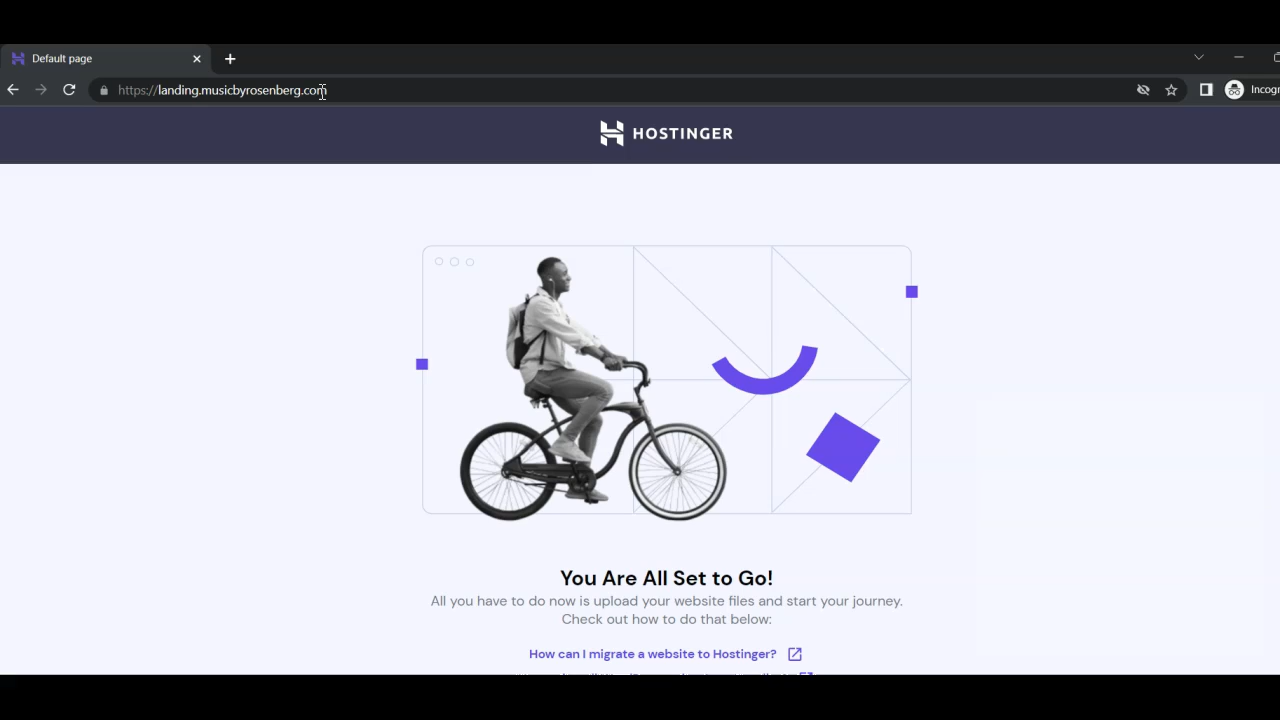 Default page
https://landing.musicbyrosenberg.com
Incogn
HOSTINGER
You Are All Set to Go!
All you have to do now is upload your website files and start your journey.
Check out how to do that below:
How can I migrate a website to Hostinger?